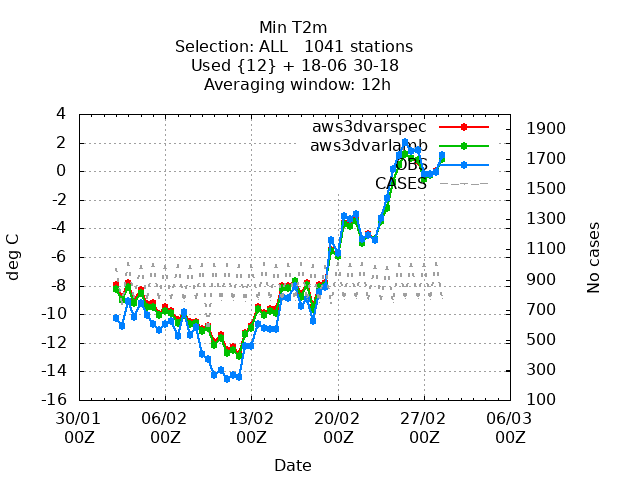 Min T2m
Selection: ALL   1041 stations
Used {12} + 18-06 30-18
Averaging window: 12h
4
2
0
-2
-4
-6
-8
-10
-12
-14
-16
1900
1700
1500
1300
1100
900
700
500
300
100
aws3dvarspec
aws3dvarlamb
OBS
CASES
deg C
No cases
30/01 06/02 13/02 20/02 27/02 06/03
00Z 00Z 00Z 00Z 00Z 00Z
Date